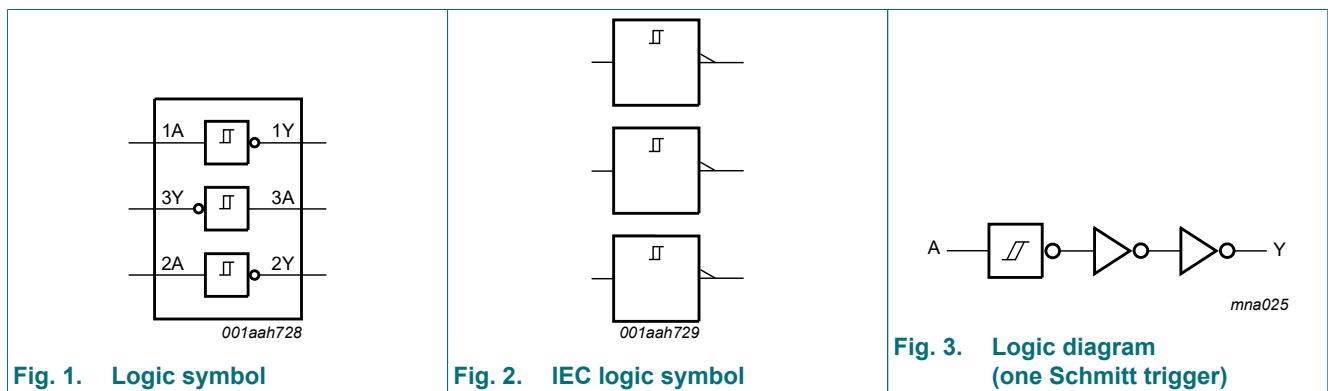 1A 1Y
3Y 3A
2A 2Y
001aah728
Fig. 1. Logic symbol
001aah729
Fig. 2. IEC logic symbol
A Y
mna025
Fig. 3. Logic diagram
(one Schmitt trigger)